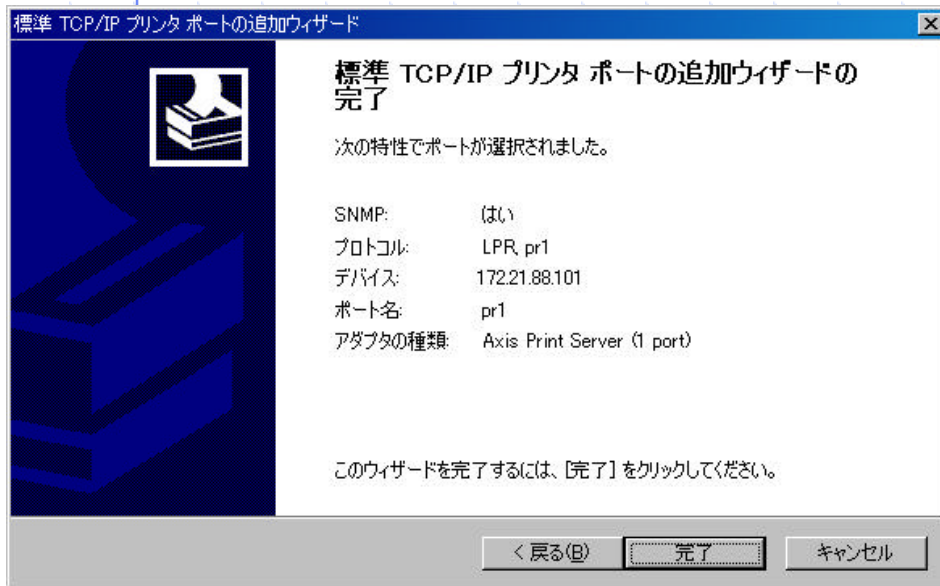 標準 TCP/IP プリンタ ポートの追加ウィザード
標準 TCP/IP プリンタ ポートの追加ウィザードの
完了
次の特性でポートが選択されました。
SNMP: はい
プロトコル: LPR, pr1
デバイス: 172.21.88.101
ポート名: pr1
アダプタの種類: Axis Print Server (1 port)
このウィザードを完了するには、[完了] をクリックしてください。
< 戻る(B) 完了 キャンセル